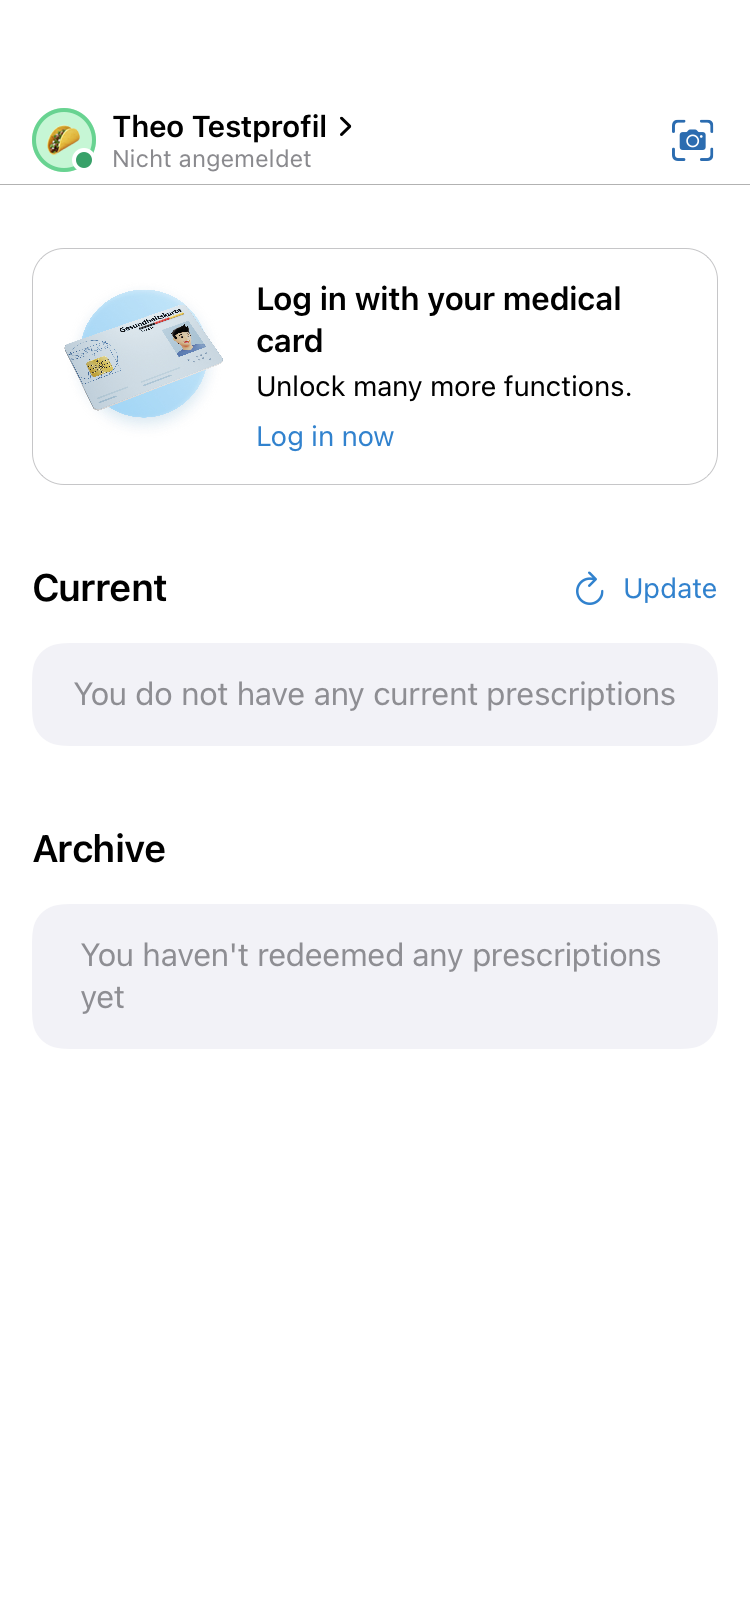 Theo Testprofil
Nicht angemeldet
Gesundheitskarte
Log in with your medical
card
Unlock many more functions.
Log in now
Current
Update
You do not have any current prescriptions
Archive
You haven't redeemed any prescriptions
yet